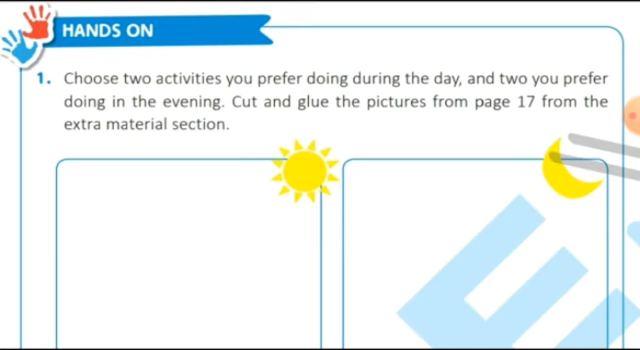 HANDS ON
1. Choose two activities you prefer doing during the day, and two you prefer
doing in the evening. Cut and glue the pictures from page 17 from the
extra material section.